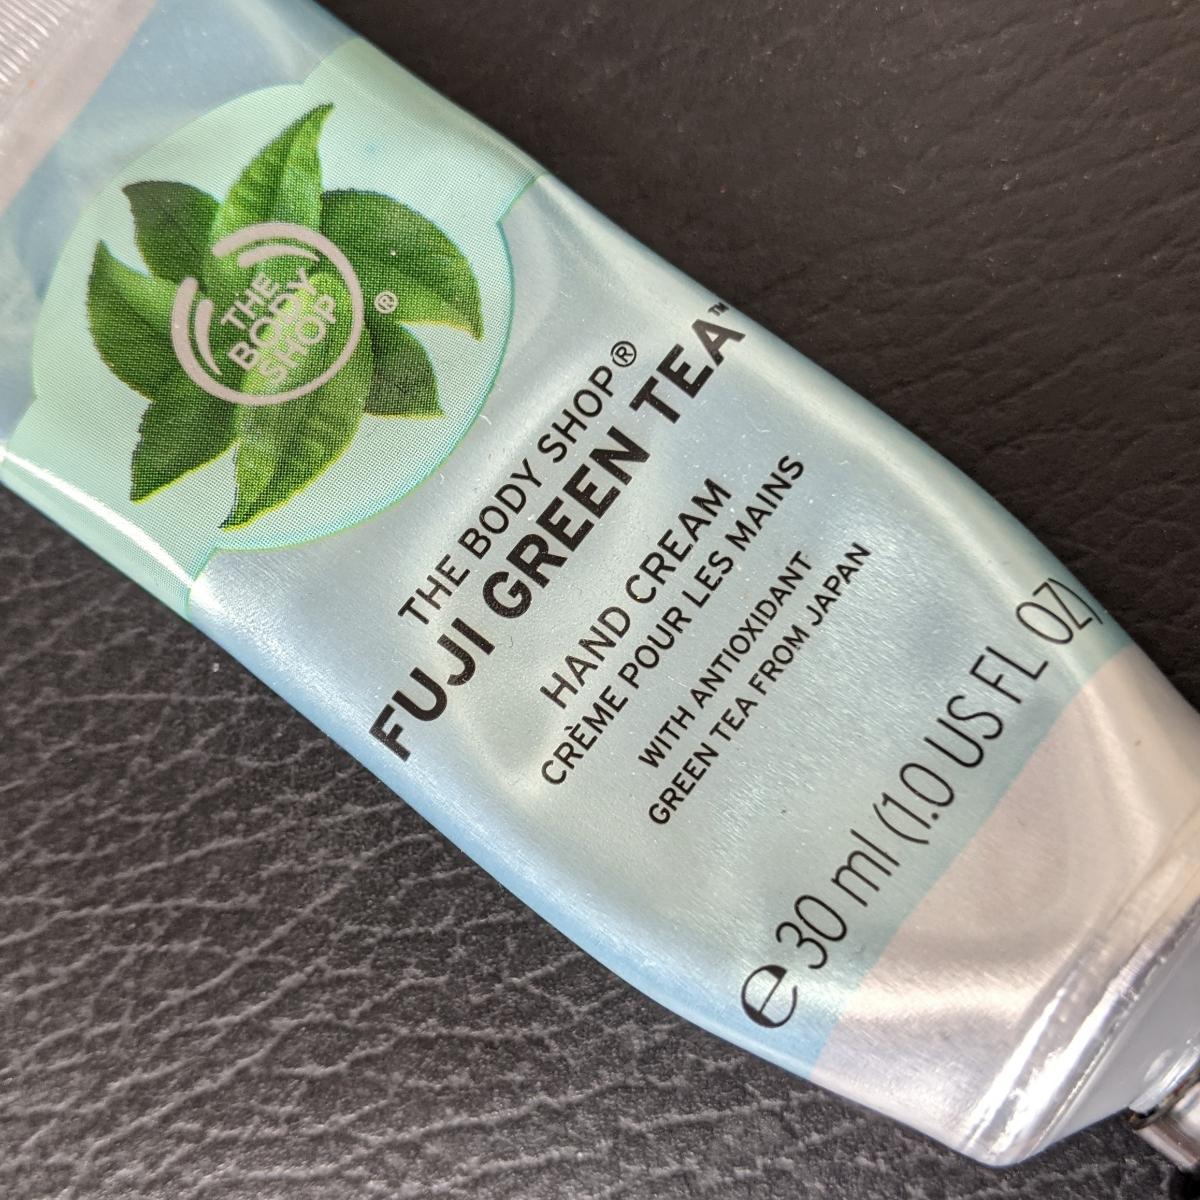 THE
BODY
SHOP
®
THE BODY SHOP®
FUJI GREEN TEA™
HAND CREAM
CRÈME POUR LES MAINS
WITH ANTIOXIDANT
GREEN TEA FROM JAPAN
e 30 ml (1.0 US FL OZ)